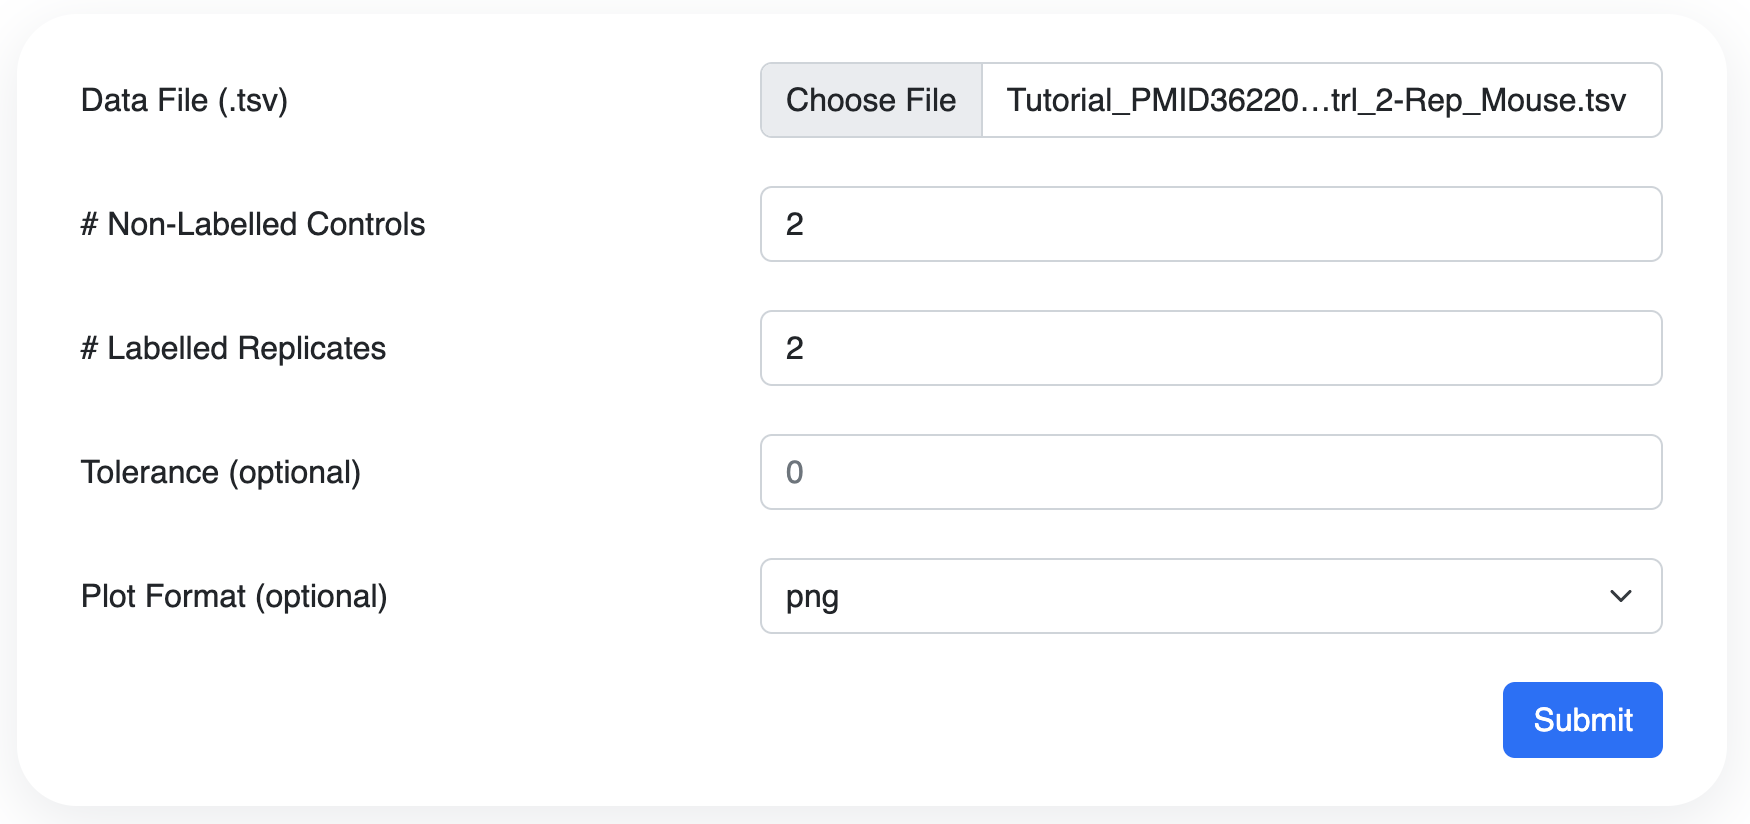 Data File (.tsv) Choose File Tutorial_PMID36220...trl_2-Rep_Mouse.tsv
# Non-Labelled Controls 2
# Labelled Replicates 2
Tolerance (optional) 0
Plot Format (optional) png
Submit